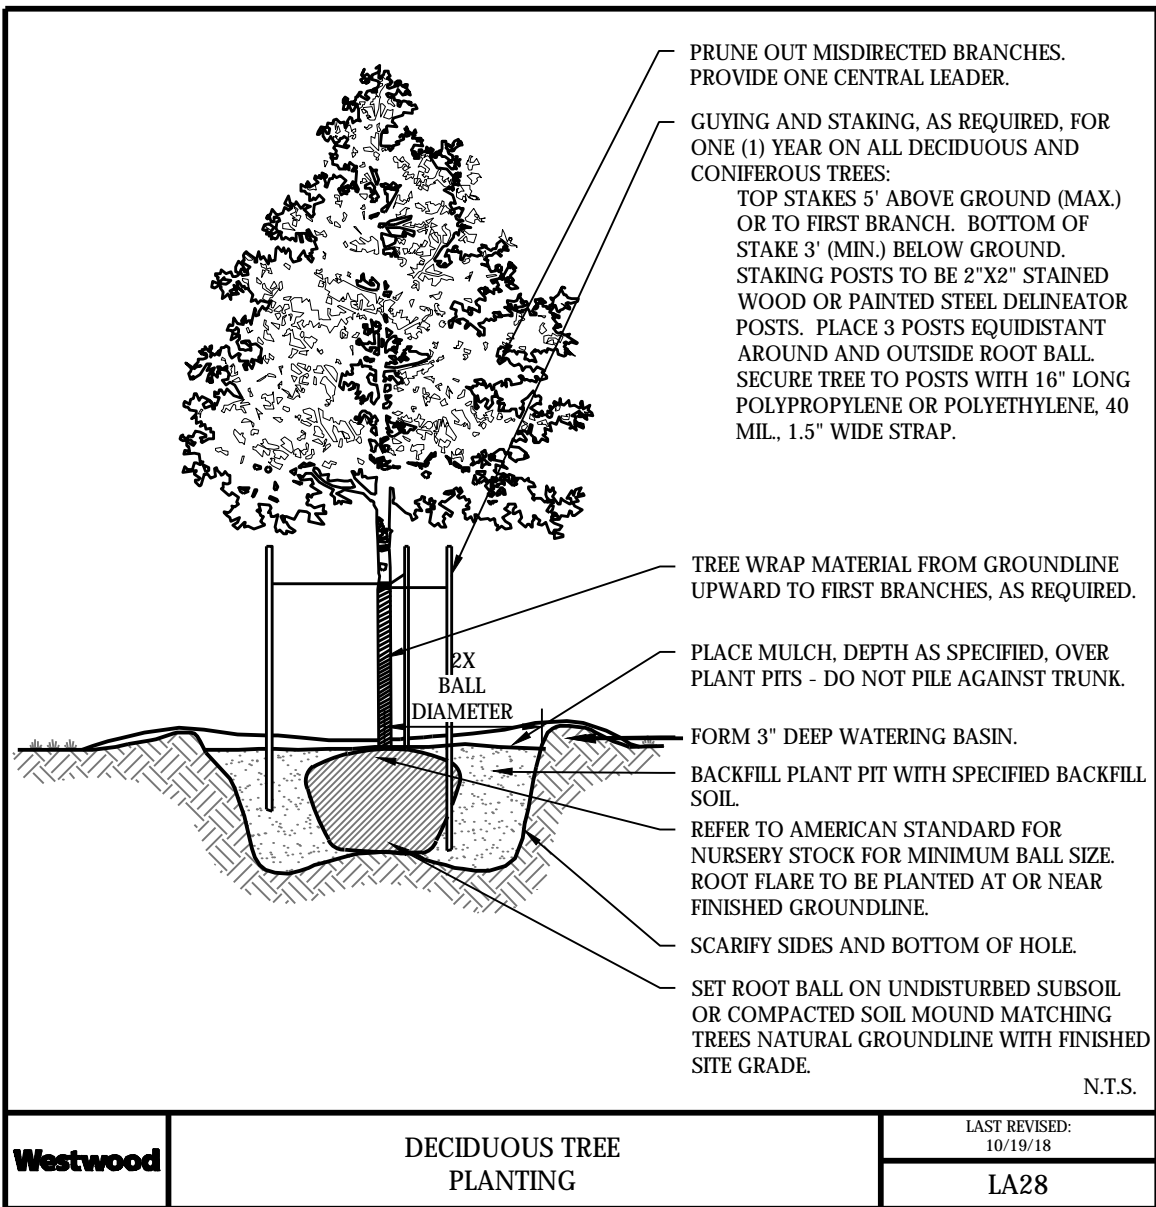 PRUNE OUT MISDIRECTED BRANCHES.
PROVIDE ONE CENTRAL LEADER.
GUYING AND STAKING, AS REQUIRED, FOR
ONE (1) YEAR ON ALL DECIDUOUS AND
CONIFEROUS TREES:
TOP STAKES 5' ABOVE GROUND (MAX.)
OR TO FIRST BRANCH. BOTTOM OF
STAKE 3' (MIN.) BELOW GROUND.
STAKING POSTS TO BE 2"X2" STAINED
WOOD OR PAINTED STEEL DELINEATOR
POSTS. PLACE 3 POSTS EQUIDISTANT
AROUND AND OUTSIDE ROOT BALL.
SECURE TREE TO POSTS WITH 16" LONG
POLYPROPYLENE OR POLYETHYLENE, 40
MIL., 1.5" WIDE STRAP.
TREE WRAP MATERIAL FROM GROUNDLINE
UPWARD TO FIRST BRANCHES, AS REQUIRED.
2X
BALL
DIAMETER
PLACE MULCH, DEPTH AS SPECIFIED, OVER
PLANT PITS - DO NOT PILE AGAINST TRUNK.
FORM 3" DEEP WATERING BASIN.
BACKFILL PLANT PIT WITH SPECIFIED BACKFILL
SOIL.
REFER TO AMERICAN STANDARD FOR
NURSERY STOCK FOR MINIMUM BALL SIZE.
ROOT FLARE TO BE PLANTED AT OR NEAR
FINISHED GROUNDLINE.
SCARIFY SIDES AND BOTTOM OF HOLE.
SET ROOT BALL ON UNDISTURBED SUBSOIL
OR COMPACTED SOIL MOUND MATCHING
TREES NATURAL GROUNDLINE WITH FINISHED
SITE GRADE.
N.T.S.
Westwood
DECIDUOUS TREE
PLANTING
LAST REVISED:
10/19/18
LA28